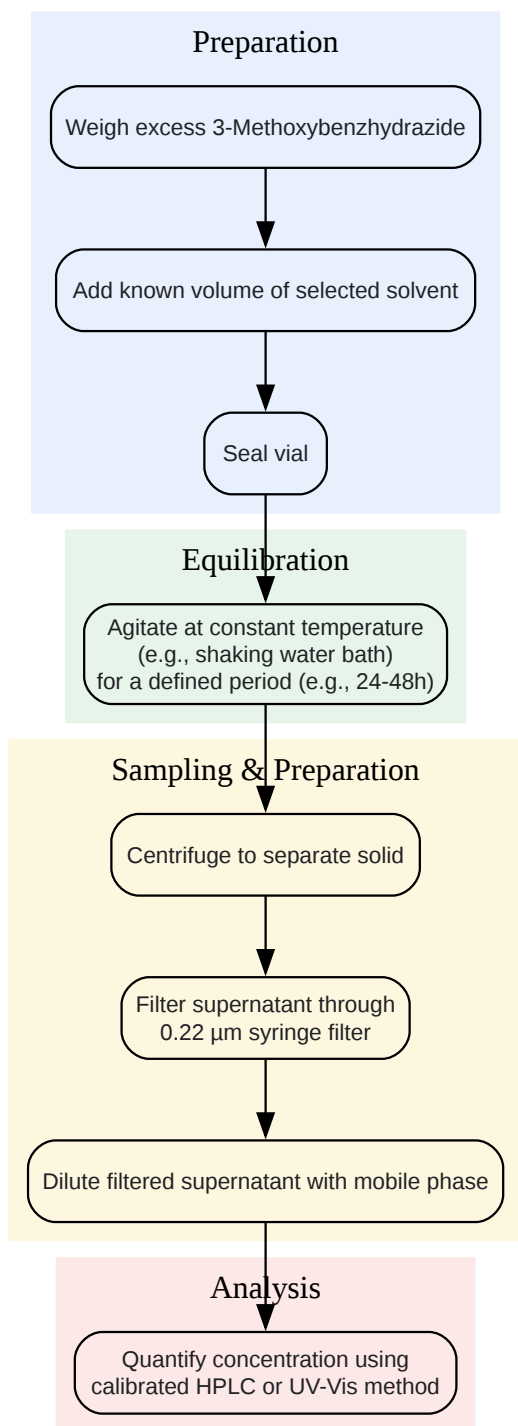 Preparation
Weigh excess 3-Methoxybenzhydrazide
Add known volume of selected solvent
Seal vial
Equilibration
Agitate at constant temperature
(e.g., shaking water bath)
for a defined period (e.g., 24-48h)
Sampling & Preparation
Centrifuge to separate solid
Filter supernatant through
0.22 µm syringe filter
Dilute filtered supernatant with mobile phase
Analysis
Quantify concentration using
calibrated HPLC or UV-Vis method